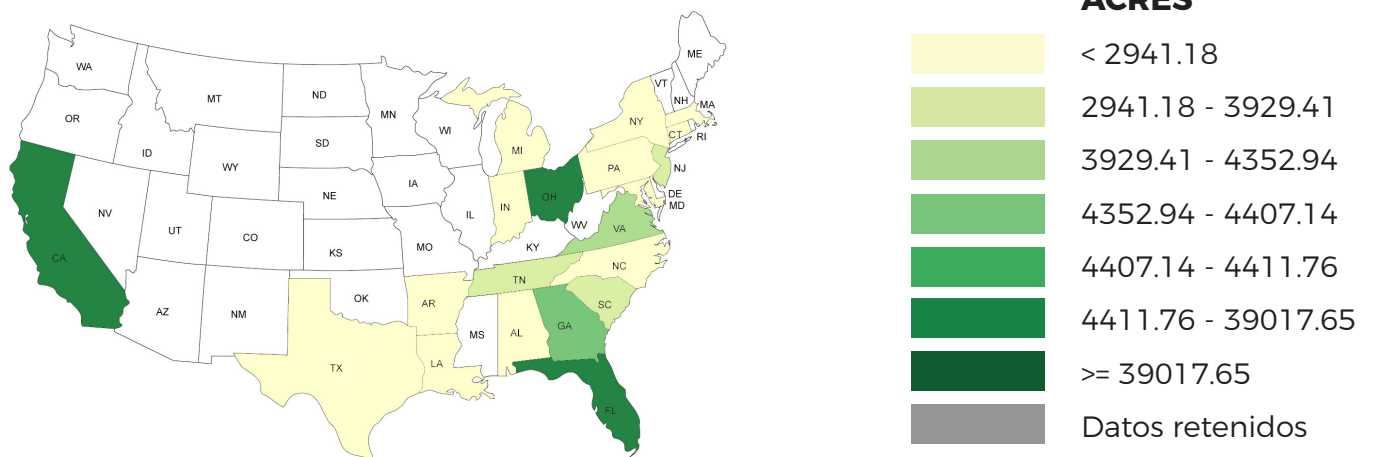 ACRES
< 2941.18
2941.18 - 3929.41
3929.41 - 4352.94
4352.94 - 4407.14
4407.14 - 4411.76
4411.76 - 39017.65
>= 39017.65
Datos retenidos
WA
MT
ND
MN
ME
VT
NH
MA
OR
ID
WY
SD
WI
MI
NY
CT
RI
NV
UT
CO
NE
IA
IL
IN
OH
PA
NJ
DE
MD
CA
KS
MO
KY
WV
VA
AZ
NM
OK
AR
TN
NC
SC
TX
LA
MS
AL
GA
FL